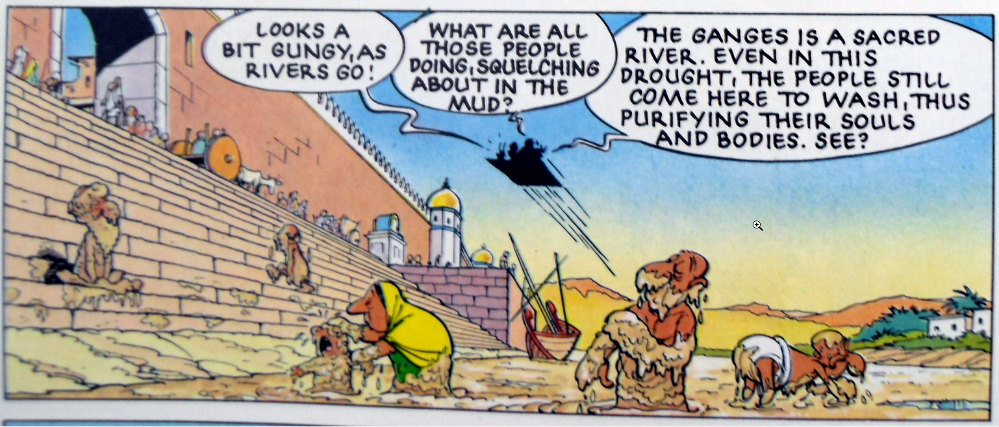 LOOKS A
BIT GUNGY, AS
RIVERS GO!
WHAT ARE ALL
THOSE PEOPLE
DOING, SQUELCHING
ABOUT IN THE
MUD?
THE GANGES IS A SACRED
RIVER. EVEN IN THIS
DROUGHT, THE PEOPLE STILL
COME HERE TO WASH, THUS
PURIFYING THEIR SOULS
AND BODIES. SEE?